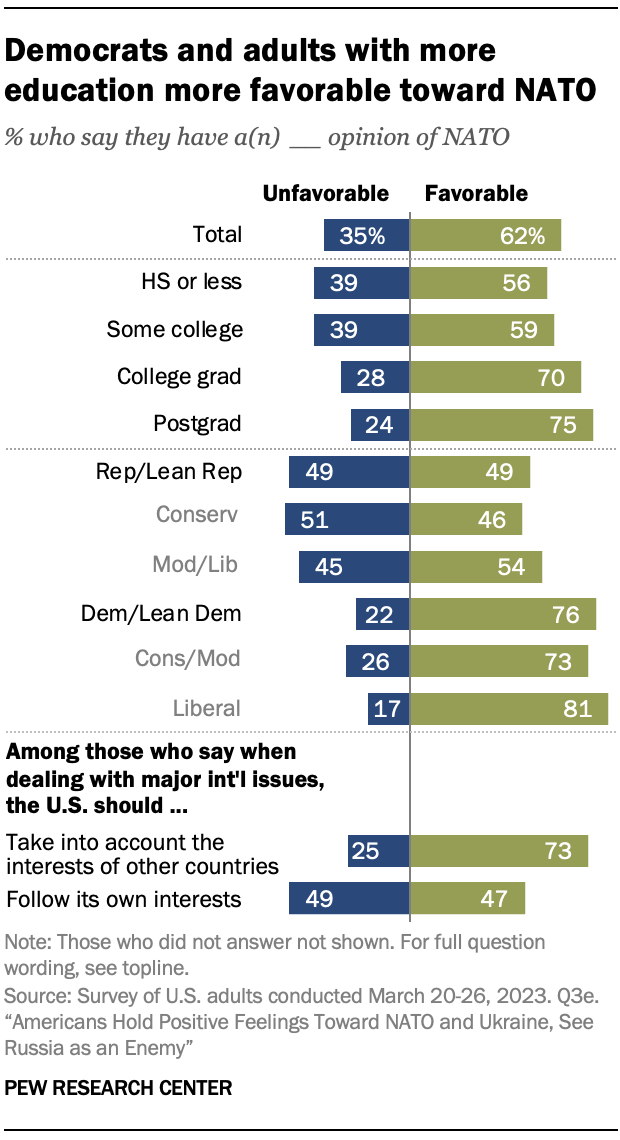 Democrats and adults with more
education more favorable toward NATO
% who say they have a(n) __ opinion of NATO
Unfavorable Favorable
Total 35% 62%
HS or less 39 56
Some college 39 59
College grad 28 70
Postgrad 24 75
Rep/Lean Rep 49 49
Conserv 51 46
Mod/Lib 45 54
Dem/Lean Dem 22 76
Cons/Mod 26 73
Liberal 17 81
Among those who say when
dealing with major int'l issues,
the U.S. should ...
Take into account the
interests of other countries 25 73
Follow its own interests 49 47
Note: Those who did not answer not shown. For full question
wording, see topline.
Source: Survey of U.S. adults conducted March 20-26, 2023. Q3e.
“Americans Hold Positive Feelings Toward NATO and Ukraine, See
Russia as an Enemy”
PEW RESEARCH CENTER